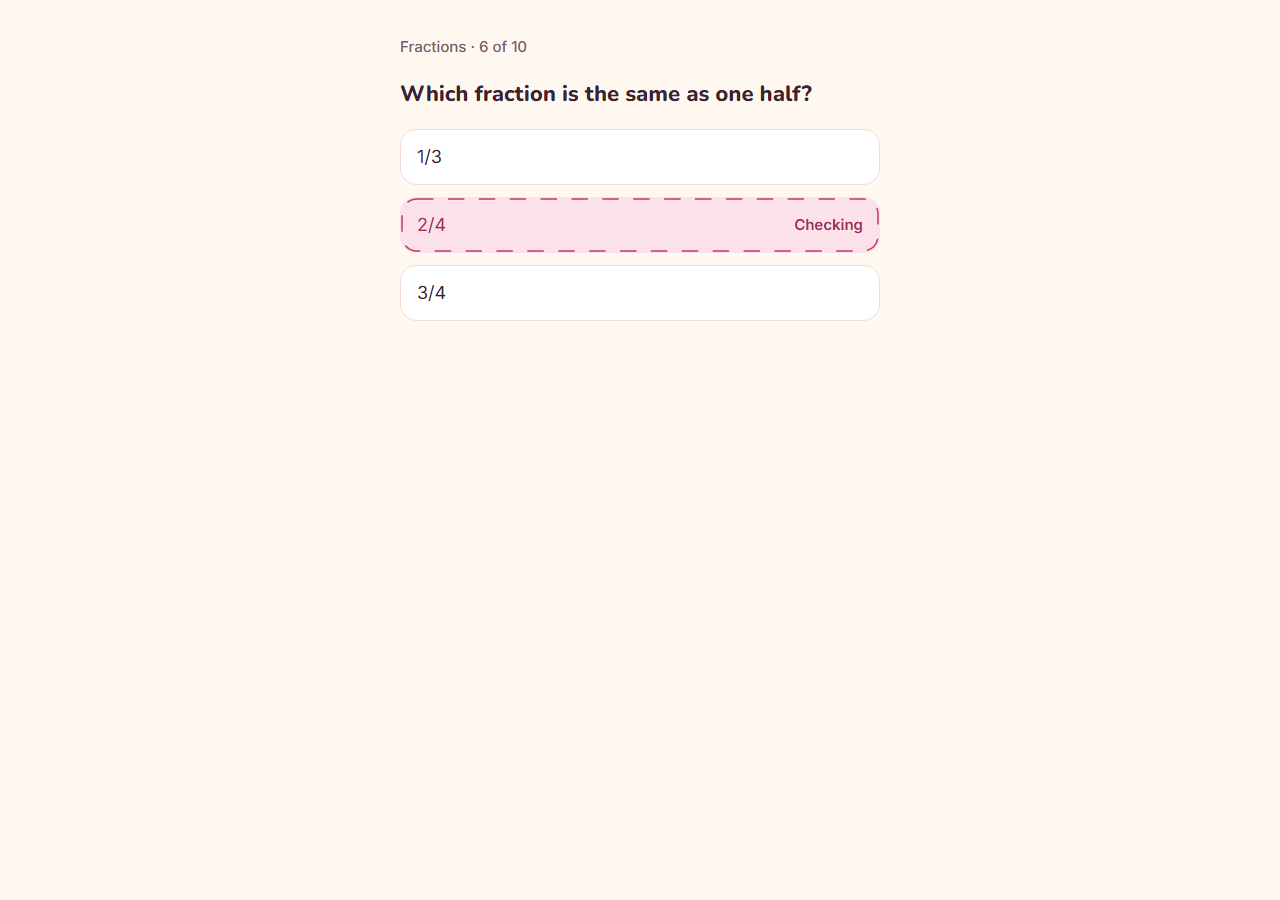 Fractions · 6 of 10
Which fraction is the same as one half?
1/3
2/4 Checking
3/4